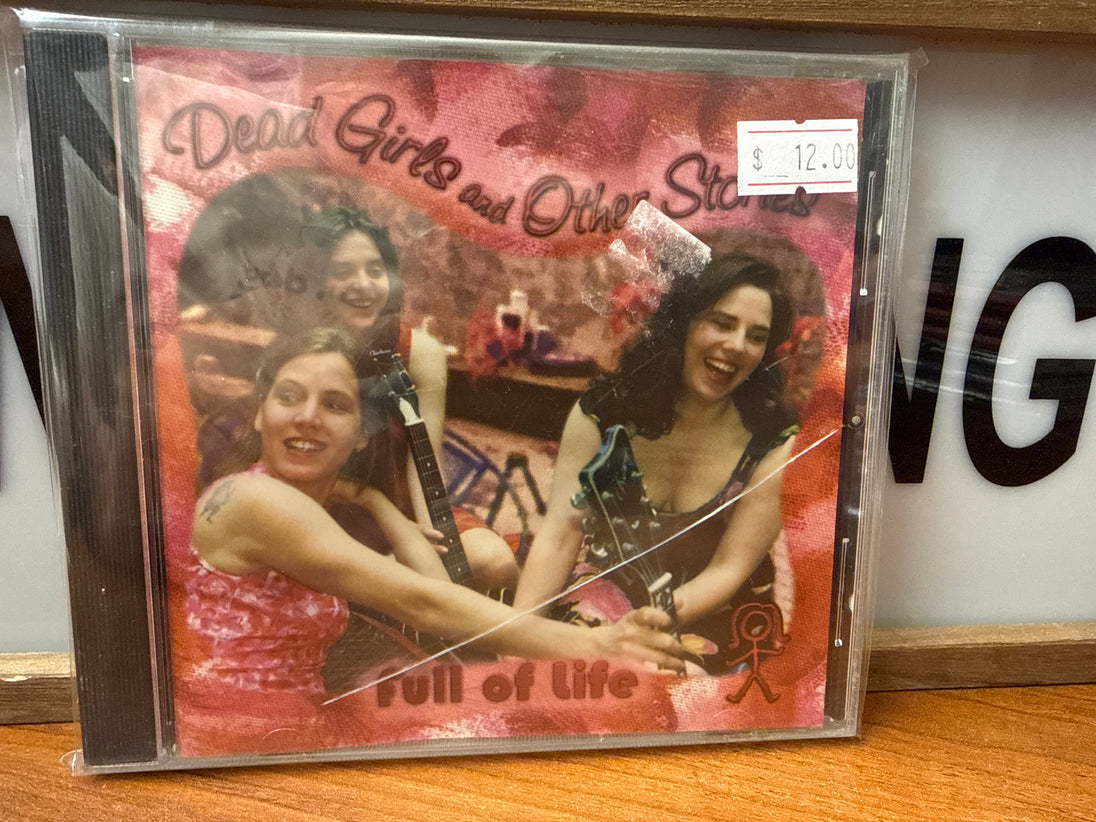 Dead Girls and Other Stories
$ 12.00
Full of Life
NG